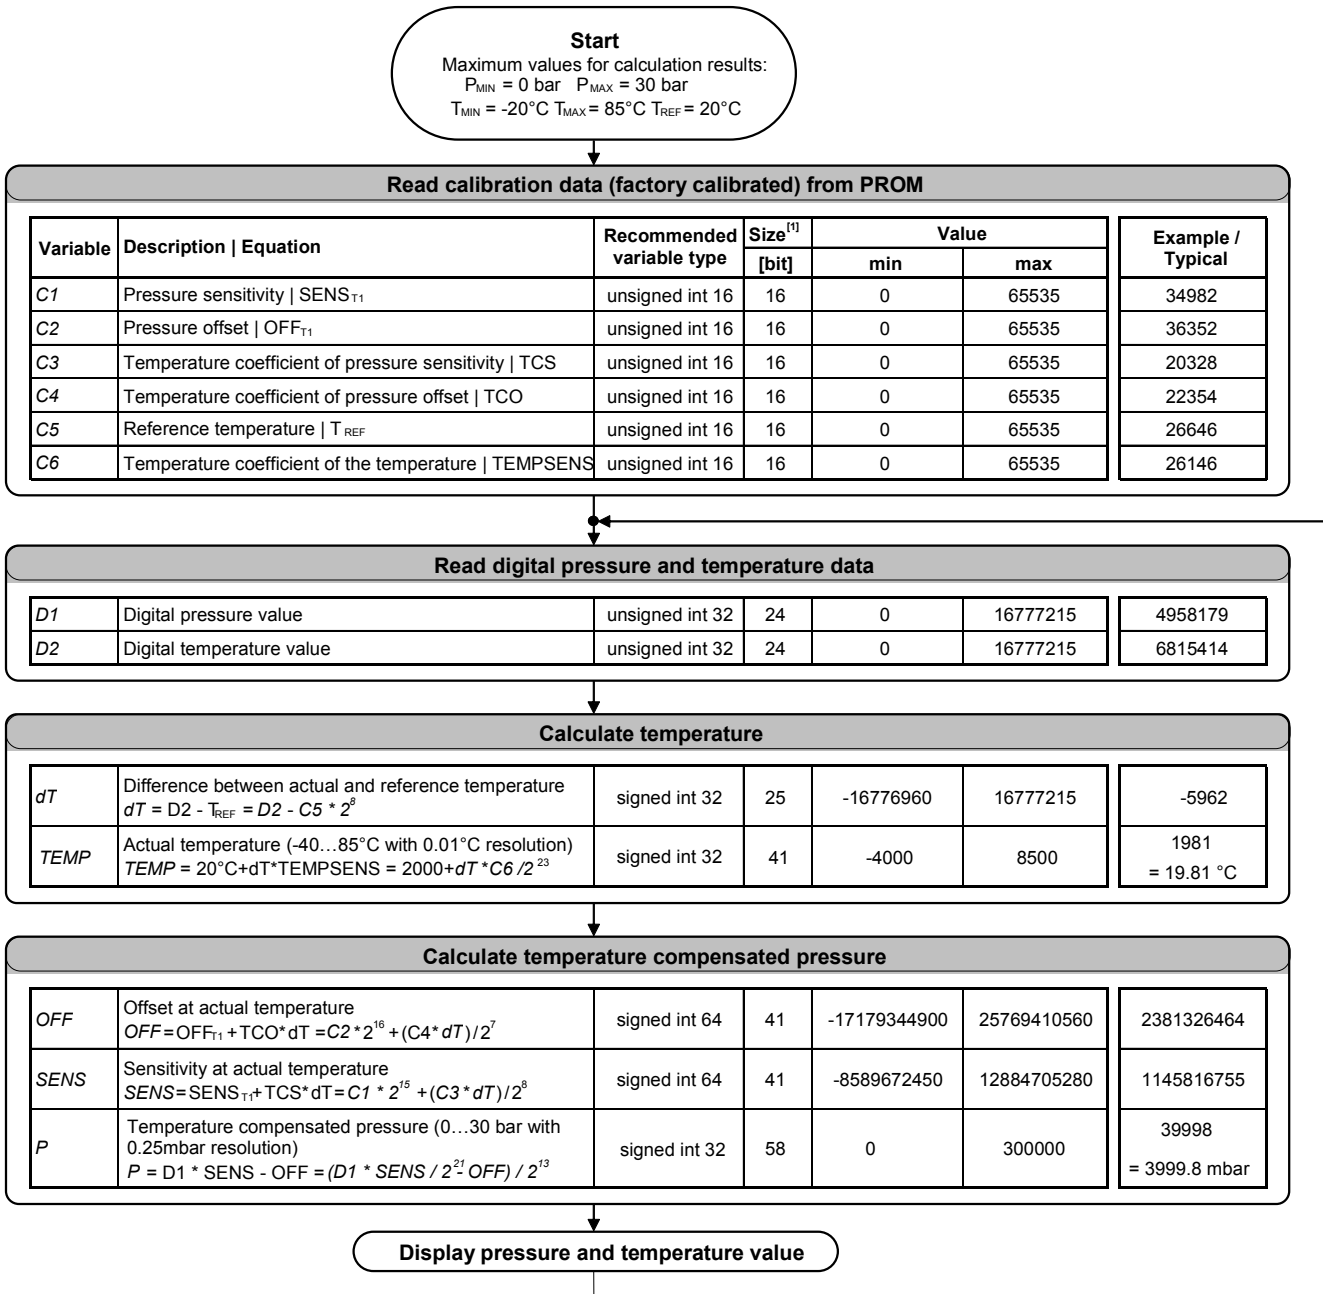 Start
Maximum values for calculation results:
PMIN = 0 bar PMAX = 30 bar
TMIN = -20°C TMAX = 85°C TREF = 20°C
Read calibration data (factory calibrated) from PROM
Variable Description | Equation Recommended variable type Size[1] [bit] Value min max Example / Typical
C1 Pressure sensitivity | SENST1 unsigned int 16 16 0 65535 34982
C2 Pressure offset | OFFT1 unsigned int 16 16 0 65535 36352
C3 Temperature coefficient of pressure sensitivity | TCS unsigned int 16 16 0 65535 20328
C4 Temperature coefficient of pressure offset | TCO unsigned int 16 16 0 65535 22354
C5 Reference temperature | TREF unsigned int 16 16 0 65535 26646
C6 Temperature coefficient of the temperature | TEMPSENS unsigned int 16 16 0 65535 26146
Read digital pressure and temperature data
D1 Digital pressure value unsigned int 32 24 0 16777215 4958179
D2 Digital temperature value unsigned int 32 24 0 16777215 6815414
Calculate temperature
Difference between actual and reference temperature
dT dT = D2 - TREF = D2 - C5 * 2^8 signed int 32 25 -16776960 16777215 -5962
Actual temperature (-40…85°C with 0.01°C resolution) 1981
TEMP TEMP = 20°C+dT*TEMPSENS = 2000+dT*C6/2^23 signed int 32 41 -4000 8500 = 19.81 °C
Calculate temperature compensated pressure
Offset at actual temperature
OFF OFF=OFFT1+TCO*dT=C2*2^16+(C4*dT)/2^7 signed int 64 41 -17179344900 25769410560 2381326464
Sensitivity at actual temperature
SENS SENS=SENST1+TCS*dT=C1*2^15+(C3*dT)/2^8 signed int 64 41 -8589672450 12884705280 1145816755
Temperature compensated pressure (0…30 bar with 39998
P 0.25mbar resolution) signed int 32 58 0 300000
P = D1 * SENS - OFF = (D1 * SENS / 2^21 - OFF) / 2^13 = 3999.8 mbar
Display pressure and temperature value